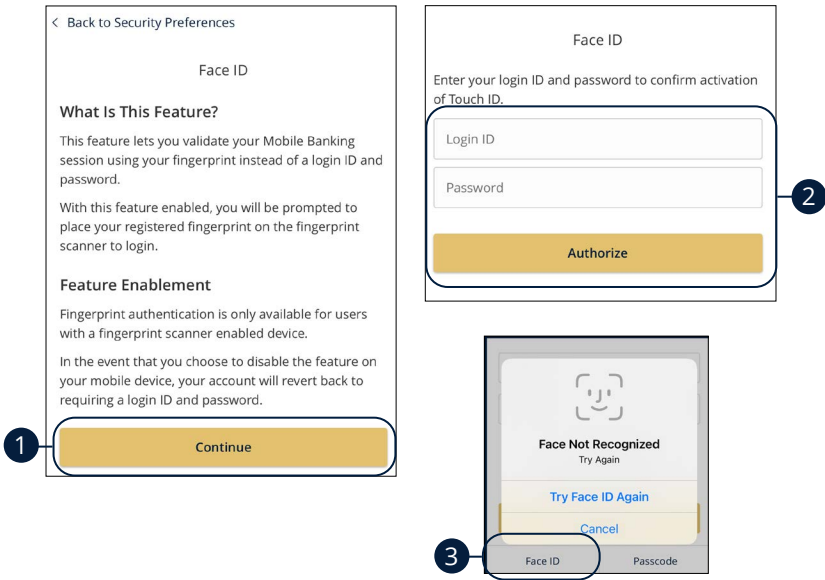 < Back to Security Preferences
Face ID
What Is This Feature?
This feature lets you validate your Mobile Banking
session using your fingerprint instead of a login ID and
password.
With this feature enabled, you will be prompted to
place your registered fingerprint on the fingerprint
scanner to login.
Feature Enablement
Fingerprint authentication is only available for users
with a fingerprint scanner enabled device.
In the event that you choose to disable the feature on
your mobile device, your account will revert back to
requiring a login ID and password.
1
Continue
Face ID
Enter your login ID and password to confirm activation
of Touch ID.
Login ID
Password
2
Authorize
Face Not Recognized
Try Again
Try Face ID Again
Cancel
3
Face ID
Passcode